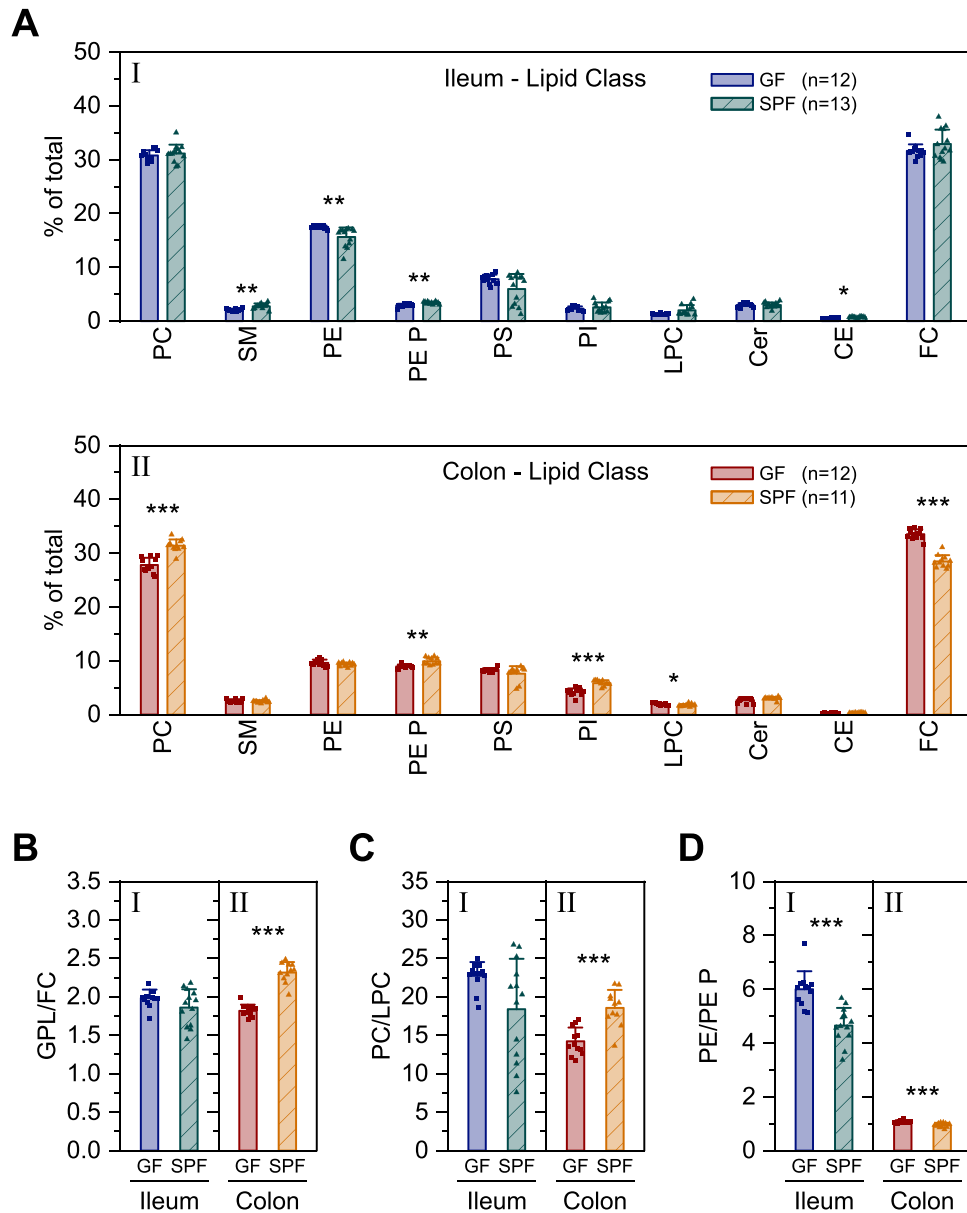 A
50
40
30
20
10
0
% of total
I
Ileum - Lipid Class
GF (n=12)
SPF (n=13)
**
**
**
*
PC
SM
PE
PE P
PS
PI
LPC
Cer
CE
FC
50
40
30
20
10
0
% of total
II
Colon - Lipid Class
GF (n=12)
SPF (n=11)
***
**
***
*
***
PC
SM
PE
PE P
PS
PI
LPC
Cer
CE
FC
B
3.5
3.0
2.5
2.0
1.5
1.0
0.5
0.0
GPL/FC
I
II
***
GF SPF GF SPF
Ileum Colon
C
35
30
25
20
15
10
5
0
PC/LPC
I
II
***
GF SPF GF SPF
Ileum Colon
D
10
8
6
4
2
0
PE/PE P
I
II
***
***
GF SPF GF SPF
Ileum Colon